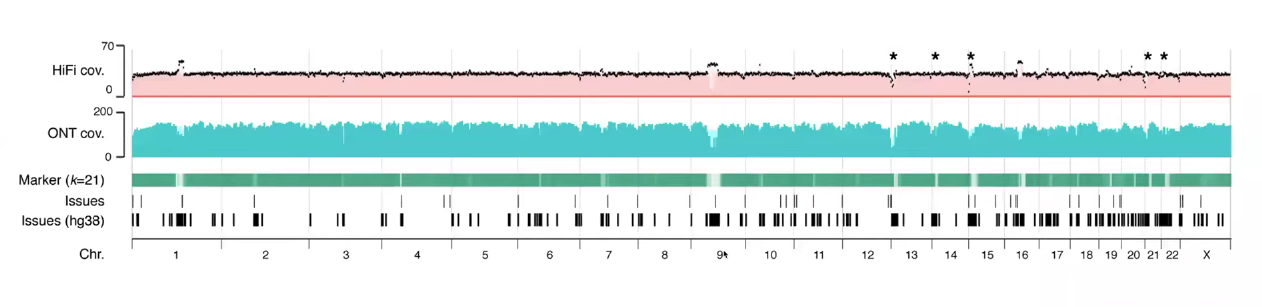 70
HiFi cov.
0
* * * * *
200
ONT cov.
0
Marker (k=21)
Issues
Issues (hg38)
Chr. 1 2 3 4 5 6 7 8 9 10 11 12 13 14 15 16 17 18 19 20 21 22 X